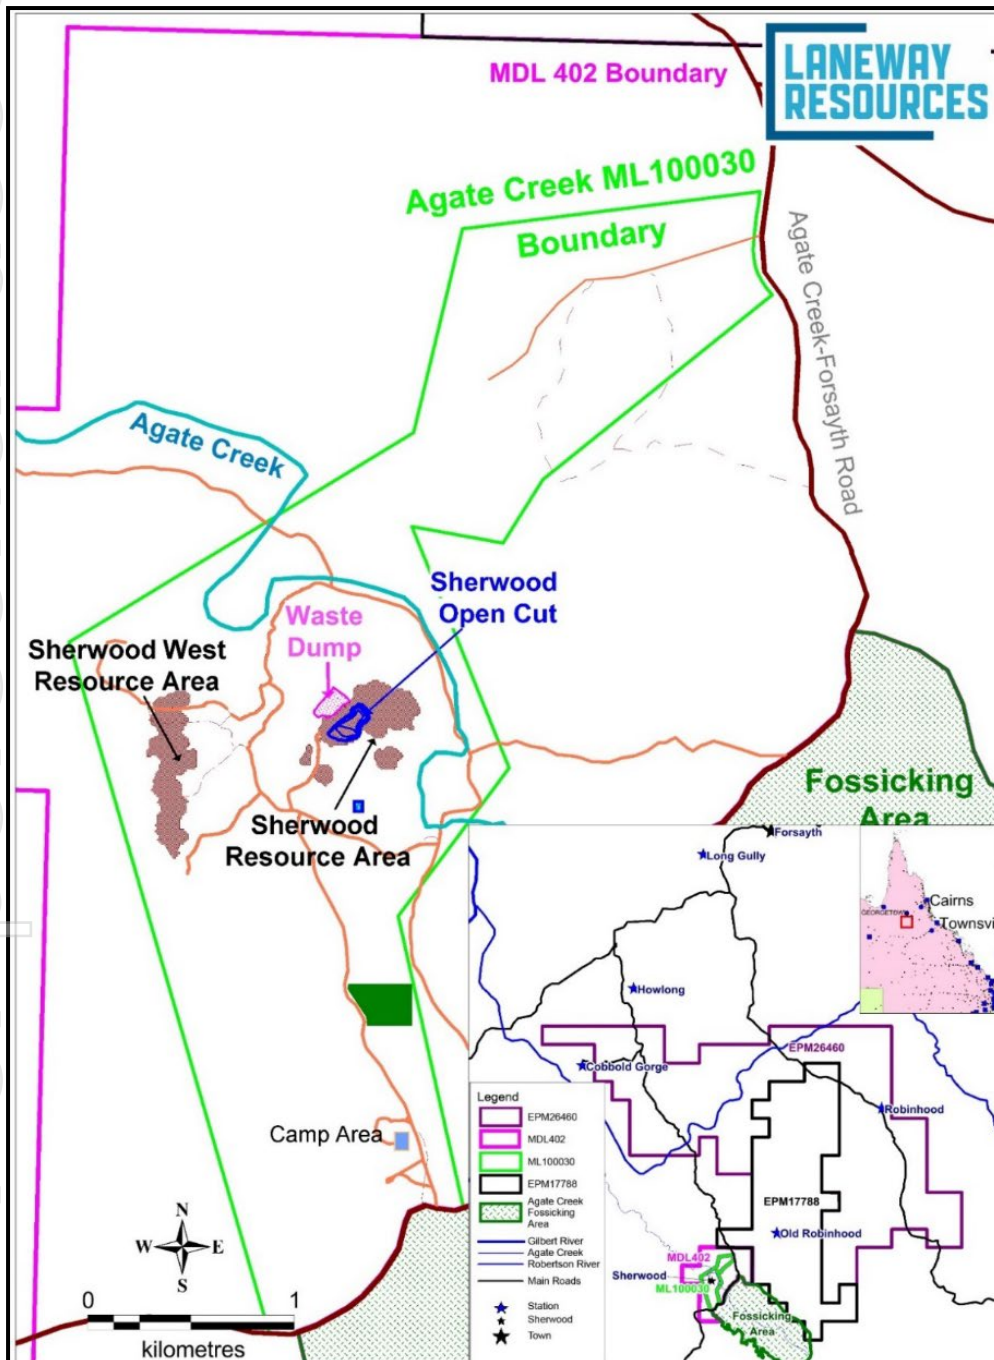 MDL 402 Boundary
LANEWAY
RESOURCES
Agate Creek ML100030
Boundary
Agate Creek-Forsayth Road
Agate Creek
Sherwood
Open Cut
Waste
Dump
Sherwood West
Resource Area
Sherwood
Resource Area
Fossicking
Area
Camp Area
N
W
E
S
0
1
kilometres
Forsayth
Long Gully
Howlong
Cobbold Gorge
EPM26460
Robinhood
EPM17788
Old Robinhood
MDL402
Sherwood
ML100030
Fossicking
Area
Cairns
GEORGETOWN
Townsvi
Legend
EPM26460
MDL402
ML100030
EPM17788
Agate Creek
Fossicking
Area
Gilbert River
Agate Creek
Robertson River
Main Roads
Station
Sherwood
Town